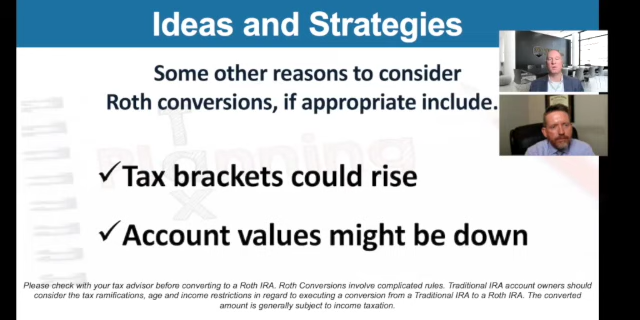 Ideas and Strategies
Some other reasons to consider
Roth conversions, if appropriate include.
Tax
Planning
✓Tax brackets could rise
✓Account values might be down
Please check with your tax advisor before converting to a Roth IRA. Roth Conversions involve complicated rules. Traditional IRA account owners should
consider the tax ramifications, age and income restrictions in regard to executing a conversion from a Traditional IRA to a Roth IRA. The converted
amount is generally subject to income taxation.